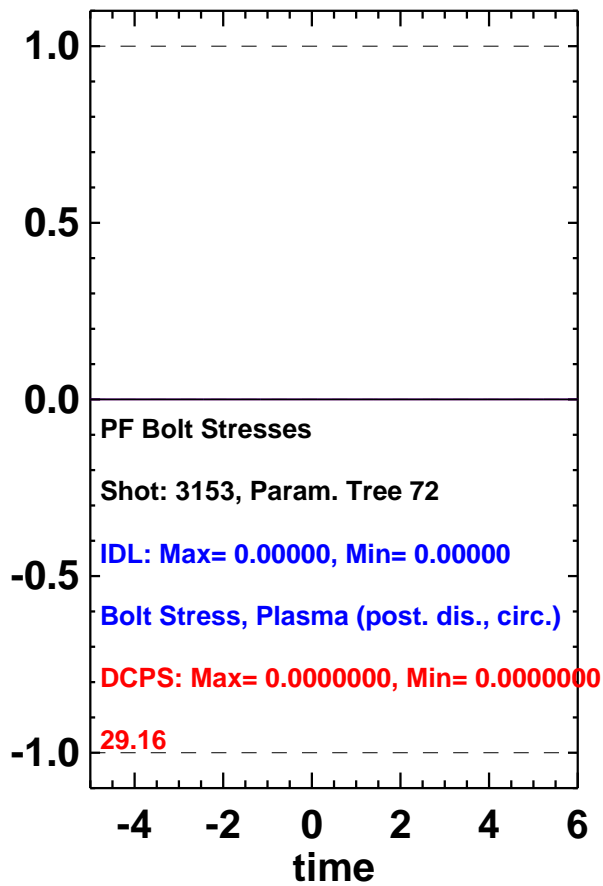 1.0
0.5
0.0
PF Bolt Stresses
Shot: 3153, Param. Tree 72
IDL: Max= 0.00000, Min= 0.00000
-0.5
Bolt Stress, Plasma (post. dis., circ.)
DCPS: Max= 0.0000000, Min= 0.0000000
29.16
-1.0
-4 -2 0 2 4 6
time